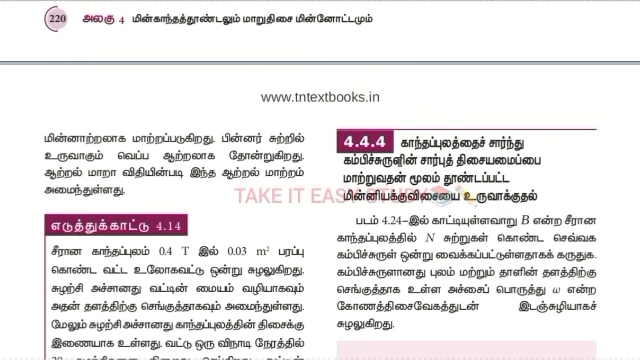 220 அலகு 4 மின்காந்தத்தூண்டலும் மாறுதிசை மின்னோட்டமும்
www.tntextbooks.in
மின்னாற்றலாக மாற்றப்படுகிறது. பின்னர் சுற்றில்
உருவாகும் வெப்ப ஆற்றலாக தோன்றுகிறது.
ஆற்றல் மாறா விதியின்படி இந்த ஆற்றல் மாற்றம்
அமைந்துள்ளது.
எடுத்துக்காட்டு 4.14
சீரான காந்தப்புலம் 0.4 T இல் 0.03 m² பரப்பு
கொண்ட வட்ட உலோகவட்டு ஒன்று சுழலுகிறது.
சுழற்சி அச்சானது வட்டின் மையம் வழியாகவும்
அதன் தளத்திற்கு செங்குத்தாகவும் அமைந்துள்ளது.
மேலும் சுழற்சி அச்சானது காந்தப்புலத்தின் திசைக்கு
இணையாக உள்ளது. வட்டு ஒரு விநாடி நேரத்தில்
4.4.4 காந்தப்புலத்தைச் சார்ந்து
கம்பிச்சுருளின் சார்புத் திசையமைப்பை
மாற்றுவதன் மூலம் தூண்டப்பட்ட
மின்னியக்குவிசையை உருவாக்குதல்
TAKE IT EASY STUDY
படம் 4.24–இல் காட்டியுள்ளவாறு B என்ற சீரான
காந்தப்புலத்தில் N சுற்றுகள் கொண்ட செவ்வக
கம்பிச்சுருள் ஒன்று வைக்கப்பட்டுள்ளதாகக் கருதுக.
கம்பிச்சுருளானது புலம் மற்றும் தாளின் தளத்திற்கு
செங்குத்தாக உள்ள அச்சைப் பொருத்து ω என்ற
கோணத்திசைவேகத்துடன் இடஞ்சுழியாகச்
சுழலுகிறது.